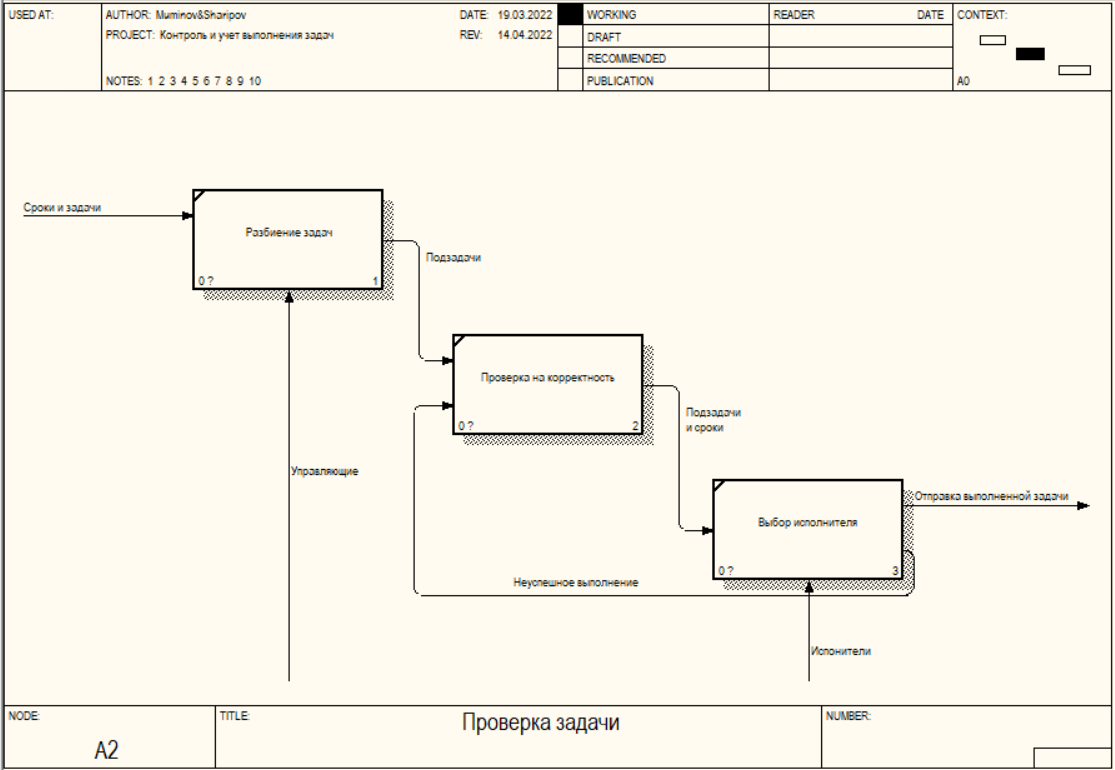 USED AT:
AUTHOR: Muminov&Sharipov
DATE: 19.03.2022
WORKING
READER
DATE
CONTEXT:
PROJECT: Контроль и учет выполнения задач
REV: 14.04.2022
DRAFT
RECOMMENDED
NOTES: 1 2 3 4 5 6 7 8 9 10
PUBLICATION
A0
Сроки и задачи
Разбиение задач
0 ?
1
Подзадачи
Проверка на корректность
0 ?
2
Подзадачи
и сроки
Управляющие
Отправка выполненной задачи
Выбор исполнителя
0 ?
3
Неуспешное выполнение
Испонители
NODE:
TITLE:
Проверка задачи
NUMBER:
A2